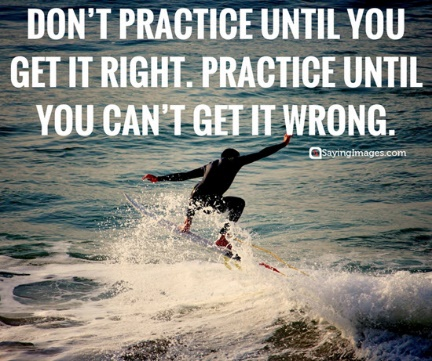 DON'T PRACTICE UNTIL YOU
GET IT RIGHT. PRACTICE UNTIL
YOU CAN'T GET IT WRONG.
SayingImages.com